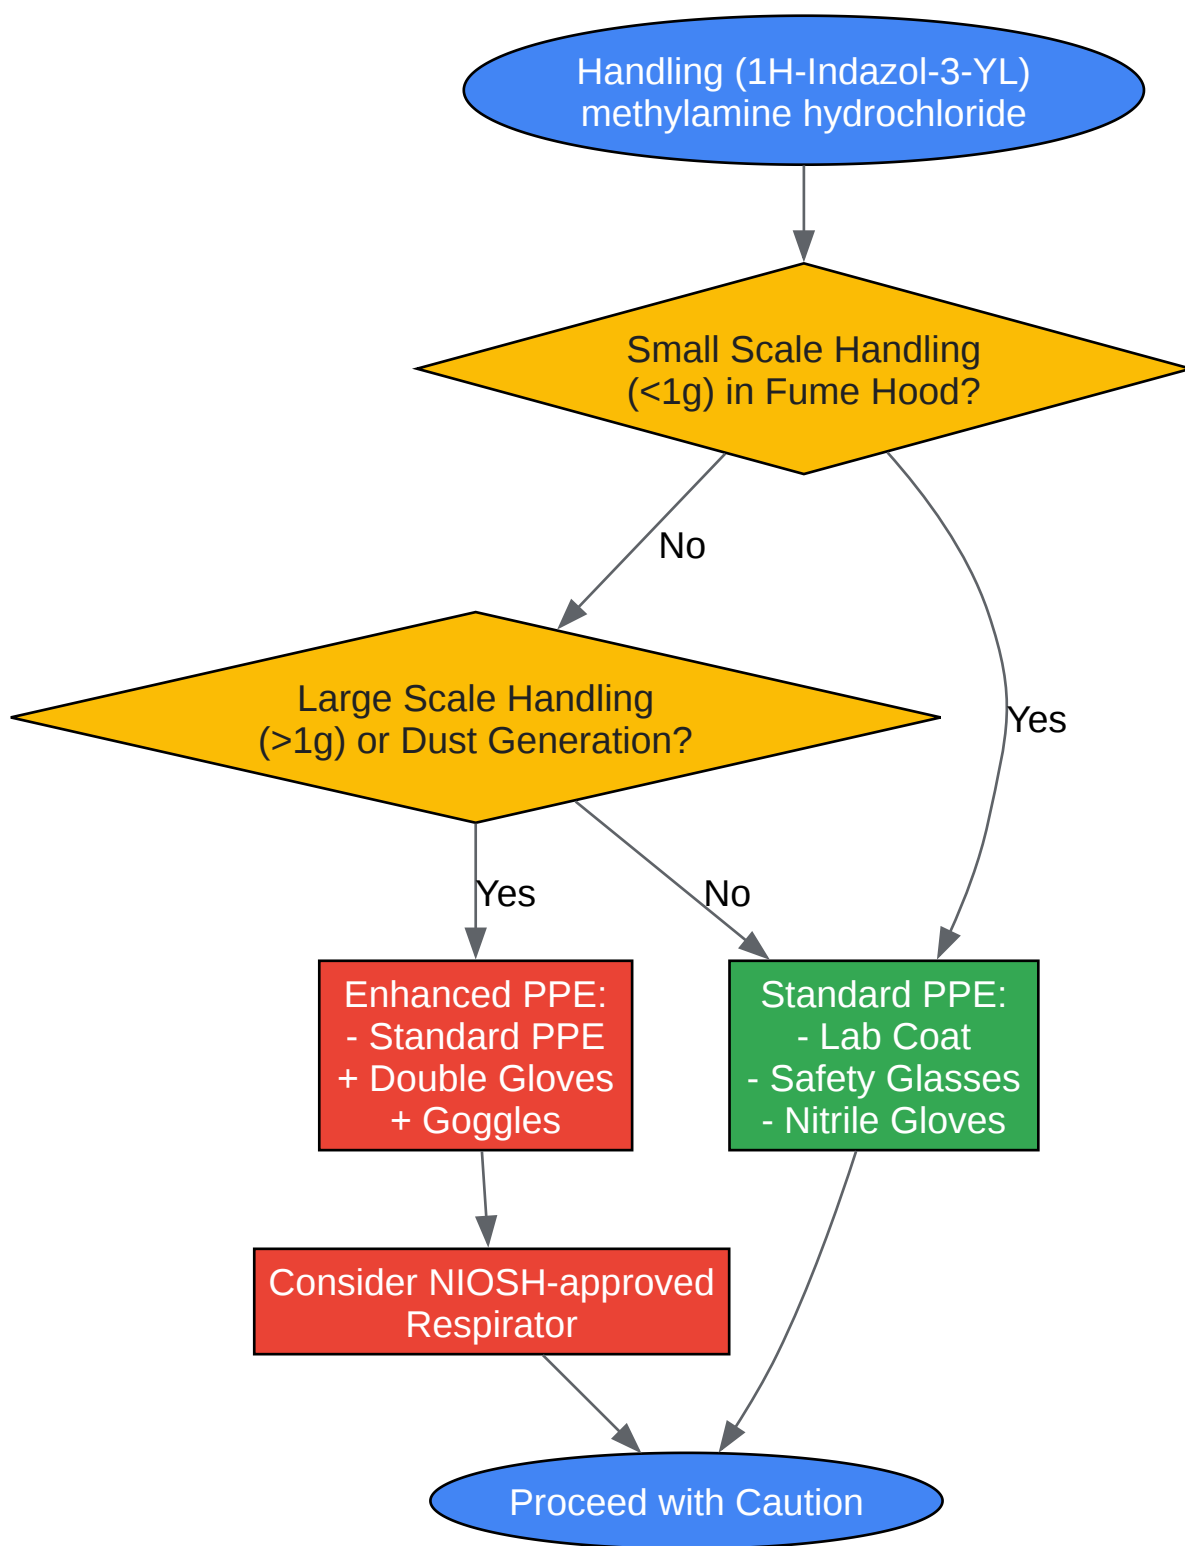 Handling (1H-Indazol-3-YL)
methylamine hydrochloride
Small Scale Handling
(<1g) in Fume Hood?
No
Large Scale Handling
(>1g) or Dust Generation?
Yes
Yes
No
Enhanced PPE:
- Standard PPE
+ Double Gloves
+ Goggles
Standard PPE:
- Lab Coat
- Safety Glasses
- Nitrile Gloves
Consider NIOSH-approved
Respirator
Proceed with Caution